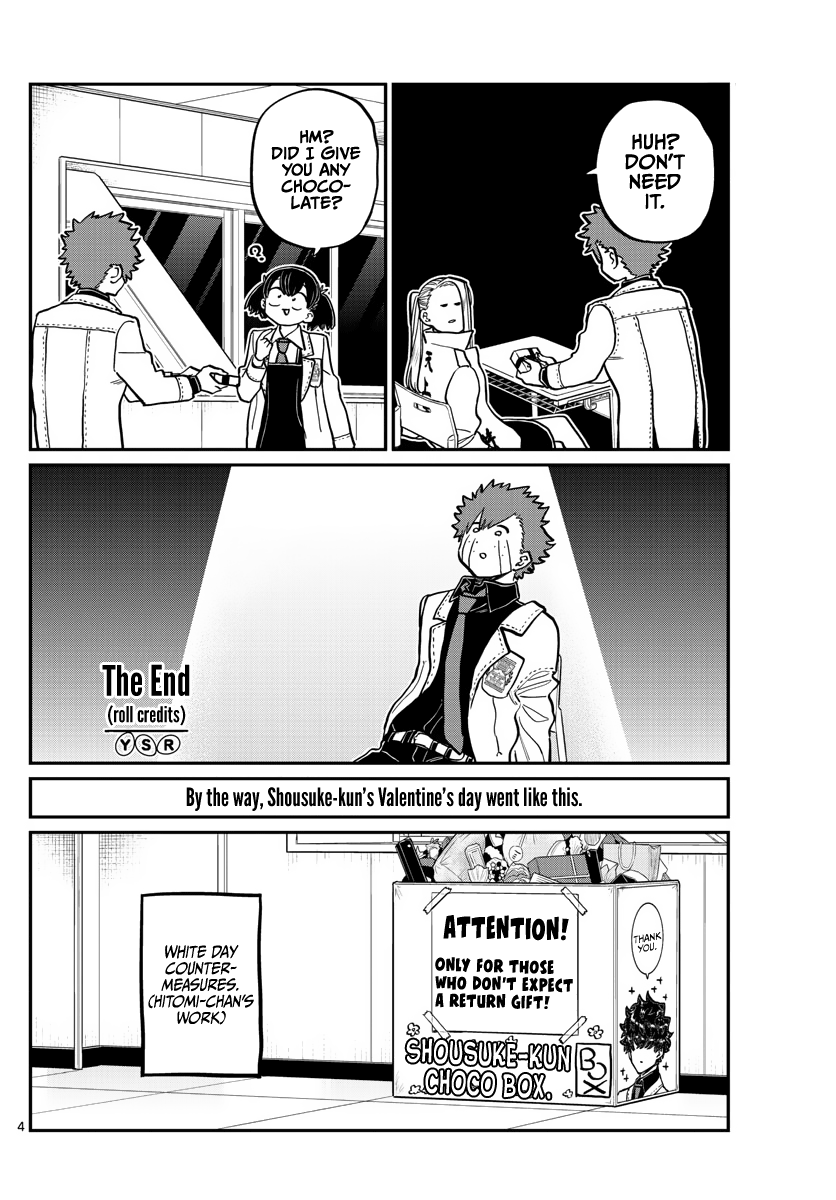 HUH?
DON'T
NEED
IT.
HM?
DID I GIVE
YOU ANY
CHOCO-
LATE?
The End
(roll credits)
YSR
By the way, Shousuke-kun's Valentine's day went like this.
ATTENTION!
ONLY FOR THOSE
WHO DON'T EXPECT
A RETURN GIFT!
THANK
YOU.
SHOUSUKE-KUN
CHOCO BOX.
BOX
WHITE DAY
COUNTER-
MEASURES.
(HITOMI-CHAN'S
WORK)
4